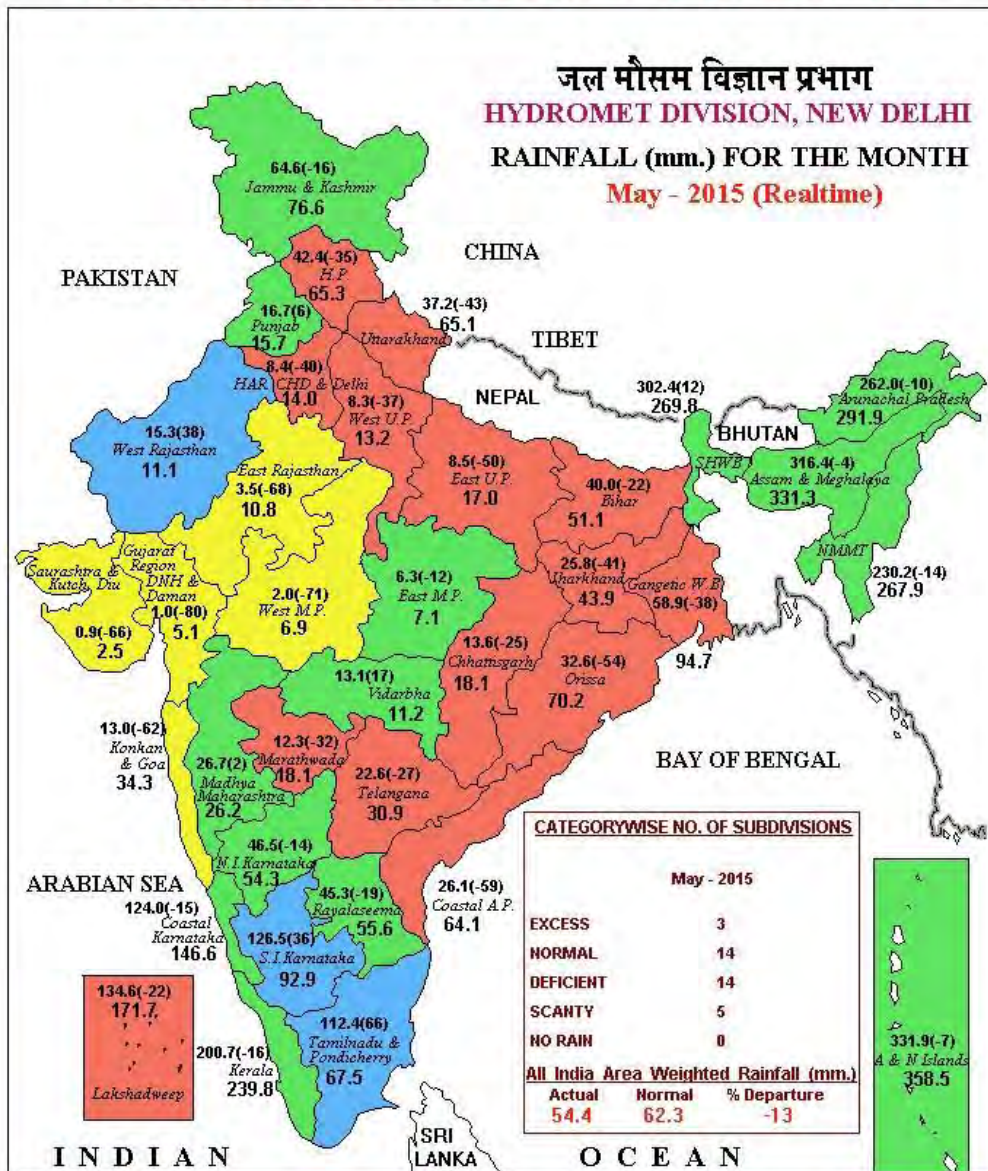 जल मौसम विज्ञान प्रभाग
HYDROMET DIVISION, NEW DELHI
RAINFALL (mm.) FOR THE MONTH
May - 2015 (Realtime)
64.6(-16)
Jammu & Kashmir
76.6
CHINA
PAKISTAN
42.4(-35)
H.P
65.3
37.2(-43)
65.1
Uttarakhand
TIBET
16.7(6)
Punjab
15.7
8.4(-40)
HAR CHD & Delhi
14.0
8.3(-37)
West U.P.
13.2
NEPAL
302.4(12)
269.8
SHWB
BHUTAN
262.0(-10)
Arunachal Pradesh
291.9
15.3(38)
West Rajasthan
11.1
East Rajasthan
3.5(-68)
10.8
8.5(-50)
East U.P.
17.0
40.0(-22)
Bihar
51.1
316.4(-4)
Assam & Meghalaya
331.3
NMMT
230.2(-14)
267.9
Saurashtra &
Kutch, Diu
0.9(-66)
2.5
Gujarat
Region
DNH &
Daman
1.0(-80)
5.1
2.0(-71)
West M.P.
6.9
6.3(-12)
East M.P.
7.1
25.8(-41)
Jharkhand
43.9
Gangetic W.B
58.9(-38)
94.7
13.6(-25)
Chhattisgarh
18.1
32.6(-54)
Orissa
70.2
13.1(17)
Vidarbha
11.2
13.0(-62)
Konkan
& Goa
34.3
26.7(2)
Madhya
Maharashtra
26.2
12.3(-32)
Marathwada
18.1
22.6(-27)
Telangana
30.9
BAY OF BENGAL
46.5(-14)
N.I.Karnataka
54.3
ARABIAN SEA
124.0(-15)
Coastal
Karnataka
146.6
45.3(-19)
Rayalaseema
55.6
26.1(-59)
Coastal A.P.
64.1
126.5(36)
S.I.Karnataka
92.9
134.6(-22)
171.7
Lakshadweep
200.7(-16)
Kerala
239.8
112.4(66)
Tamilnadu &
Pondicherry
67.5
CATEGORYWISE NO. OF SUBDIVISIONS
May - 2015
EXCESS 3
NORMAL 14
DEFICIENT 14
SCANTY 5
NO RAIN 0
All India Area Weighted Rainfall (mm.)
Actual Normal % Departure
54.4 62.3 -13
331.9(-7)
A & N Islands
358.5
SRI
LANKA
INDIAN OCEAN